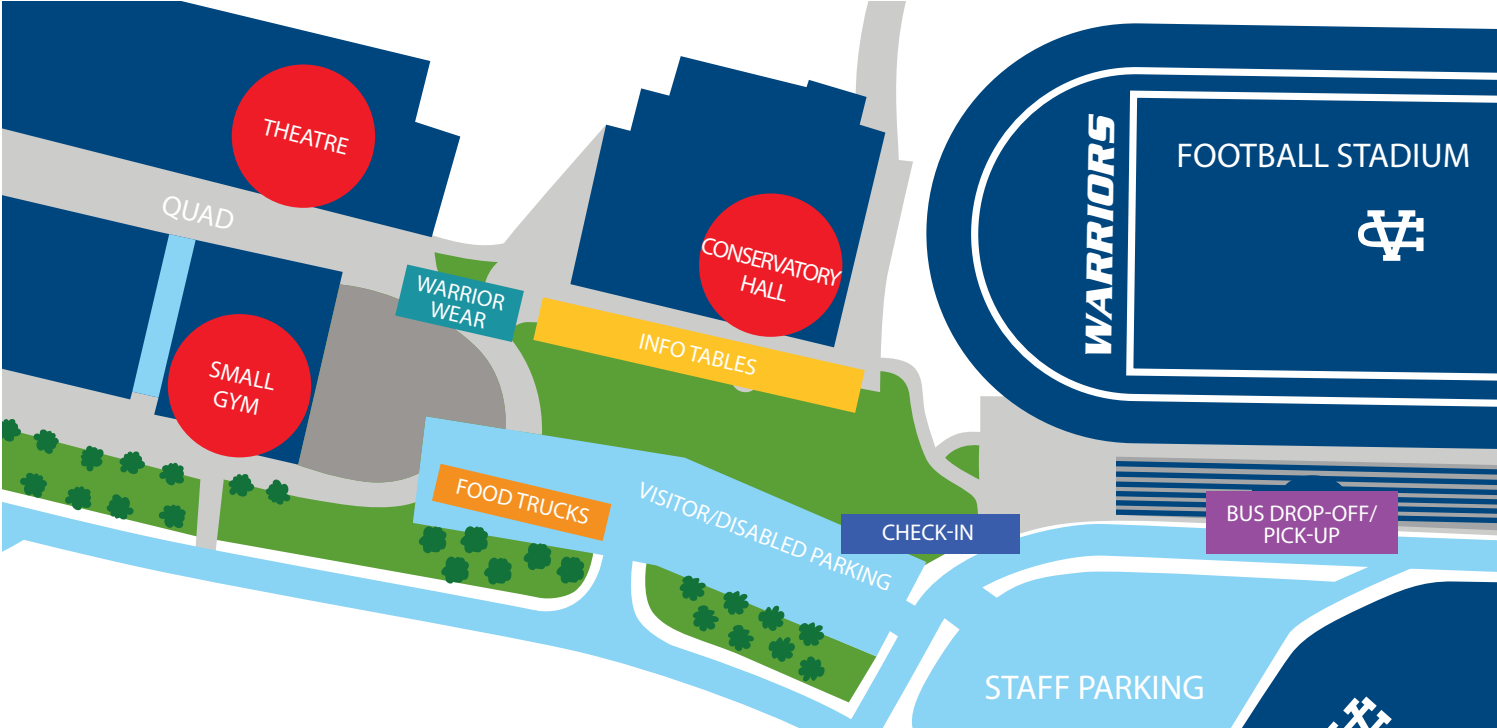 THEATRE
QUAD
WARRIOR
WEAR
SMALL
GYM
CONSERVATORY
HALL
INFO TABLES
WARRIORS
FOOTBALL STADIUM
VC
FOOD TRUCKS
VISITOR/DISABLED PARKING
CHECK-IN
BUS DROP-OFF/
PICK-UP
STAFF PARKING